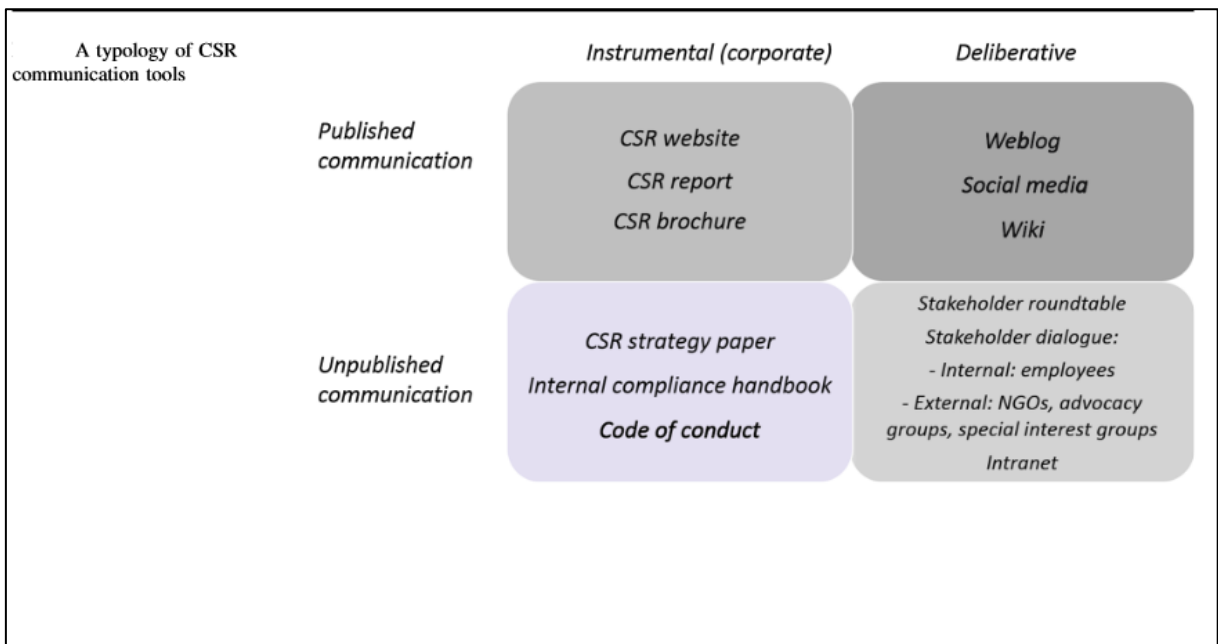 A typology of CSR
communication tools
Instrumental (corporate)
Deliberative
Published
communication
CSR website
CSR report
CSR brochure
Weblog
Social media
Wiki
Unpublished
communication
CSR strategy paper
Internal compliance handbook
Code of conduct
Stakeholder roundtable
Stakeholder dialogue:
- Internal: employees
- External: NGOs, advocacy
groups, special interest groups
Intranet